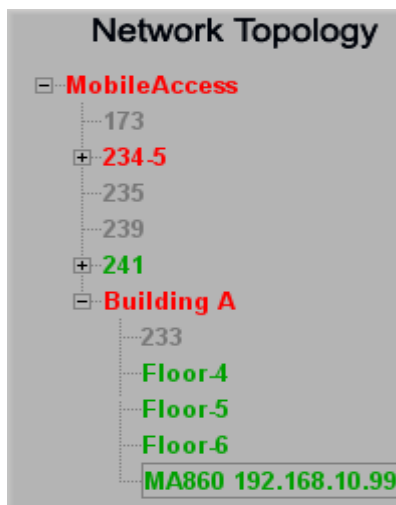 Network Topology
MobileAccess
173
234-5
235
239
241
Building A
233
Floor-4
Floor-5
Floor-6
MA860 192.168.10.99